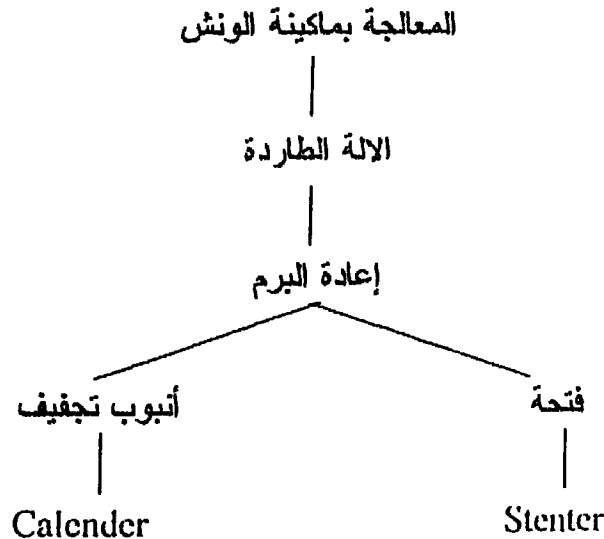 المعالجة بماكينة الونش
الالة الطاردة
إعادة البرم
فتحة
أنبوب تجفيف
Stenter
Calender